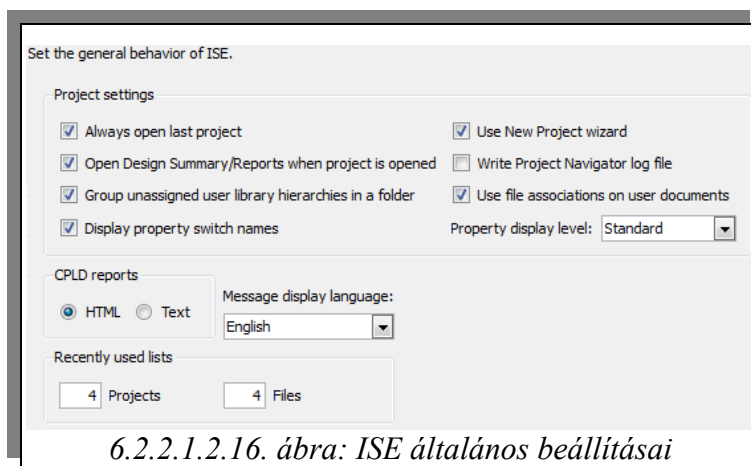 Set the general behavior of ISE.
Project settings
Always open last project
Use New Project wizard
Open Design Summary/Reports when project is opened
Write Project Navigator log file
Group unassigned user library hierarchies in a folder
Use file associations on user documents
Display property switch names
Property display level: Standard
CPLD reports
HTML Text
Message display language:
English
Recently used lists
4 Projects 4 Files
6.2.2.1.2.16. ábra: ISE általános beállításai